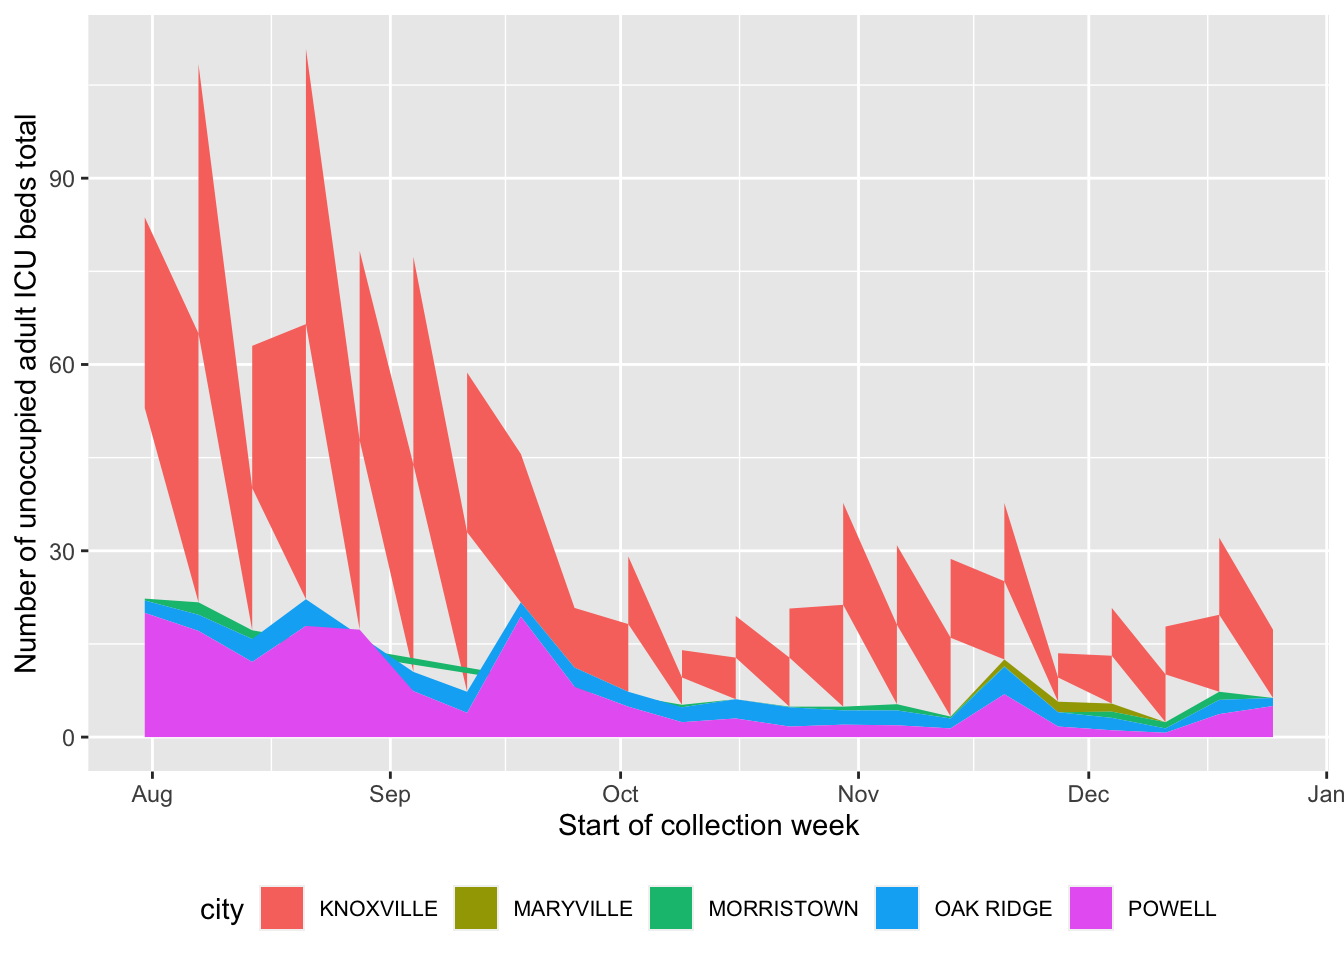 Number of unoccupied adult ICU beds total
90
60
30
0
Aug
Sep
Oct
Nov
Dec
Jan
Start of collection week
city
KNOXVILLE
MARYVILLE
MORRISTOWN
OAK RIDGE
POWELL